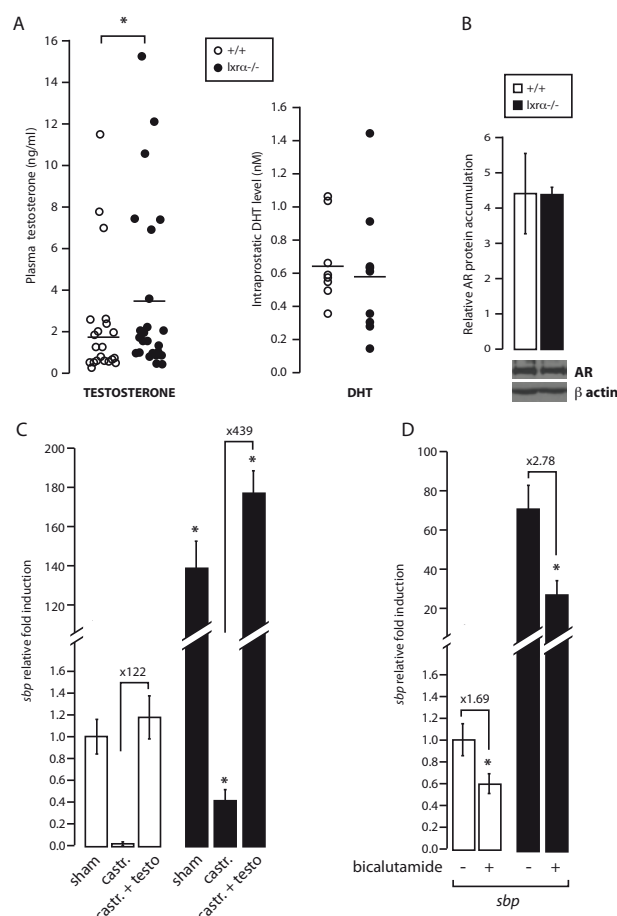 A
*
○ +/+
● lxrα-/-
Plasma testosterone (ng/ml)
16
14
12
10
8
6
4
2
0
TESTOSTERONE
Intraprostatic DHT level (nM)
1.6
1.4
1.2
1.0
0.8
0.6
0.4
0.2
0.0
DHT
B
+/+
lxrα-/-
Relative AR protein accumulation
6
5
4
3
2
1
0
AR
β actin
C
sbp relative fold induction
200
180
160
140
120
1.6
1.4
1.2
1.0
0.8
0.6
0.4
0.2
0.0
x122
x439
*
*
*
sham
castr.
castr. + testo
sham
castr.
castr. + testo
D
sbp relative fold induction
100
80
60
40
20
1.4
1.2
1.0
0.8
0.6
0.4
0.2
0.0
x1.69
*
x2.78
*
bicalutamide - + - +
sbp